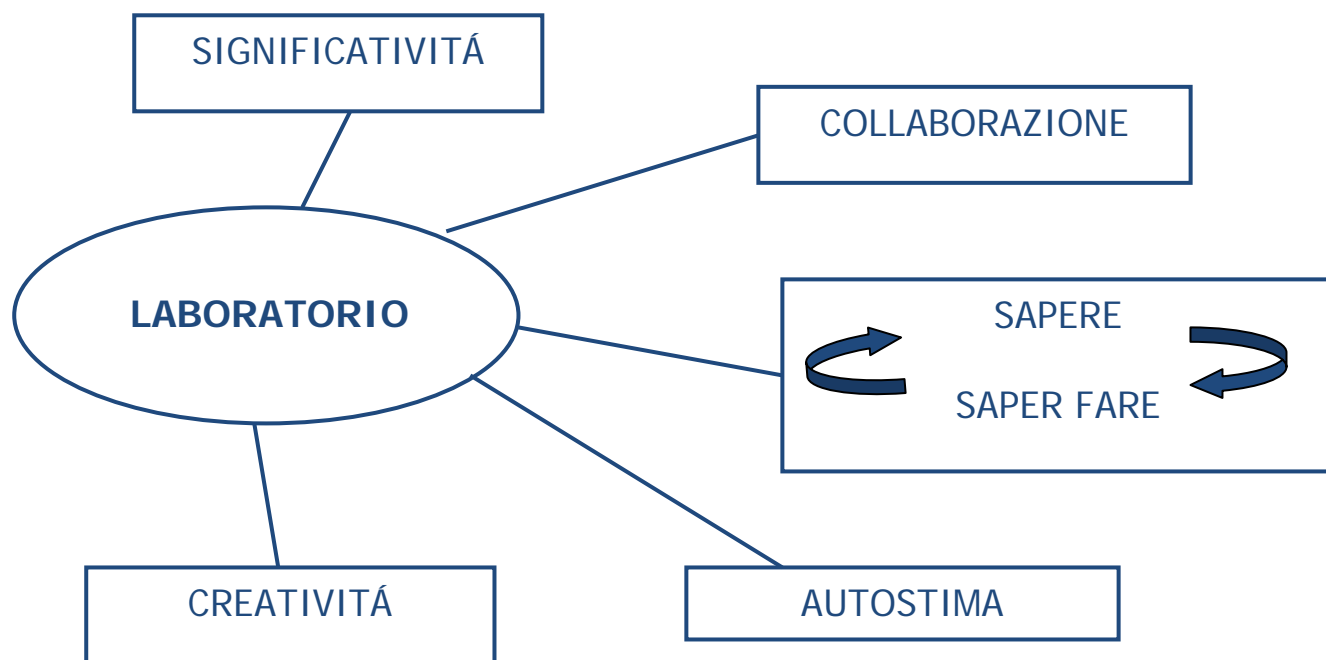 SIGNIFICATIVITÁ
COLLABORAZIONE
LABORATORIO
SAPERE
SAPER FARE
CREATIVITÁ
AUTOSTIMA